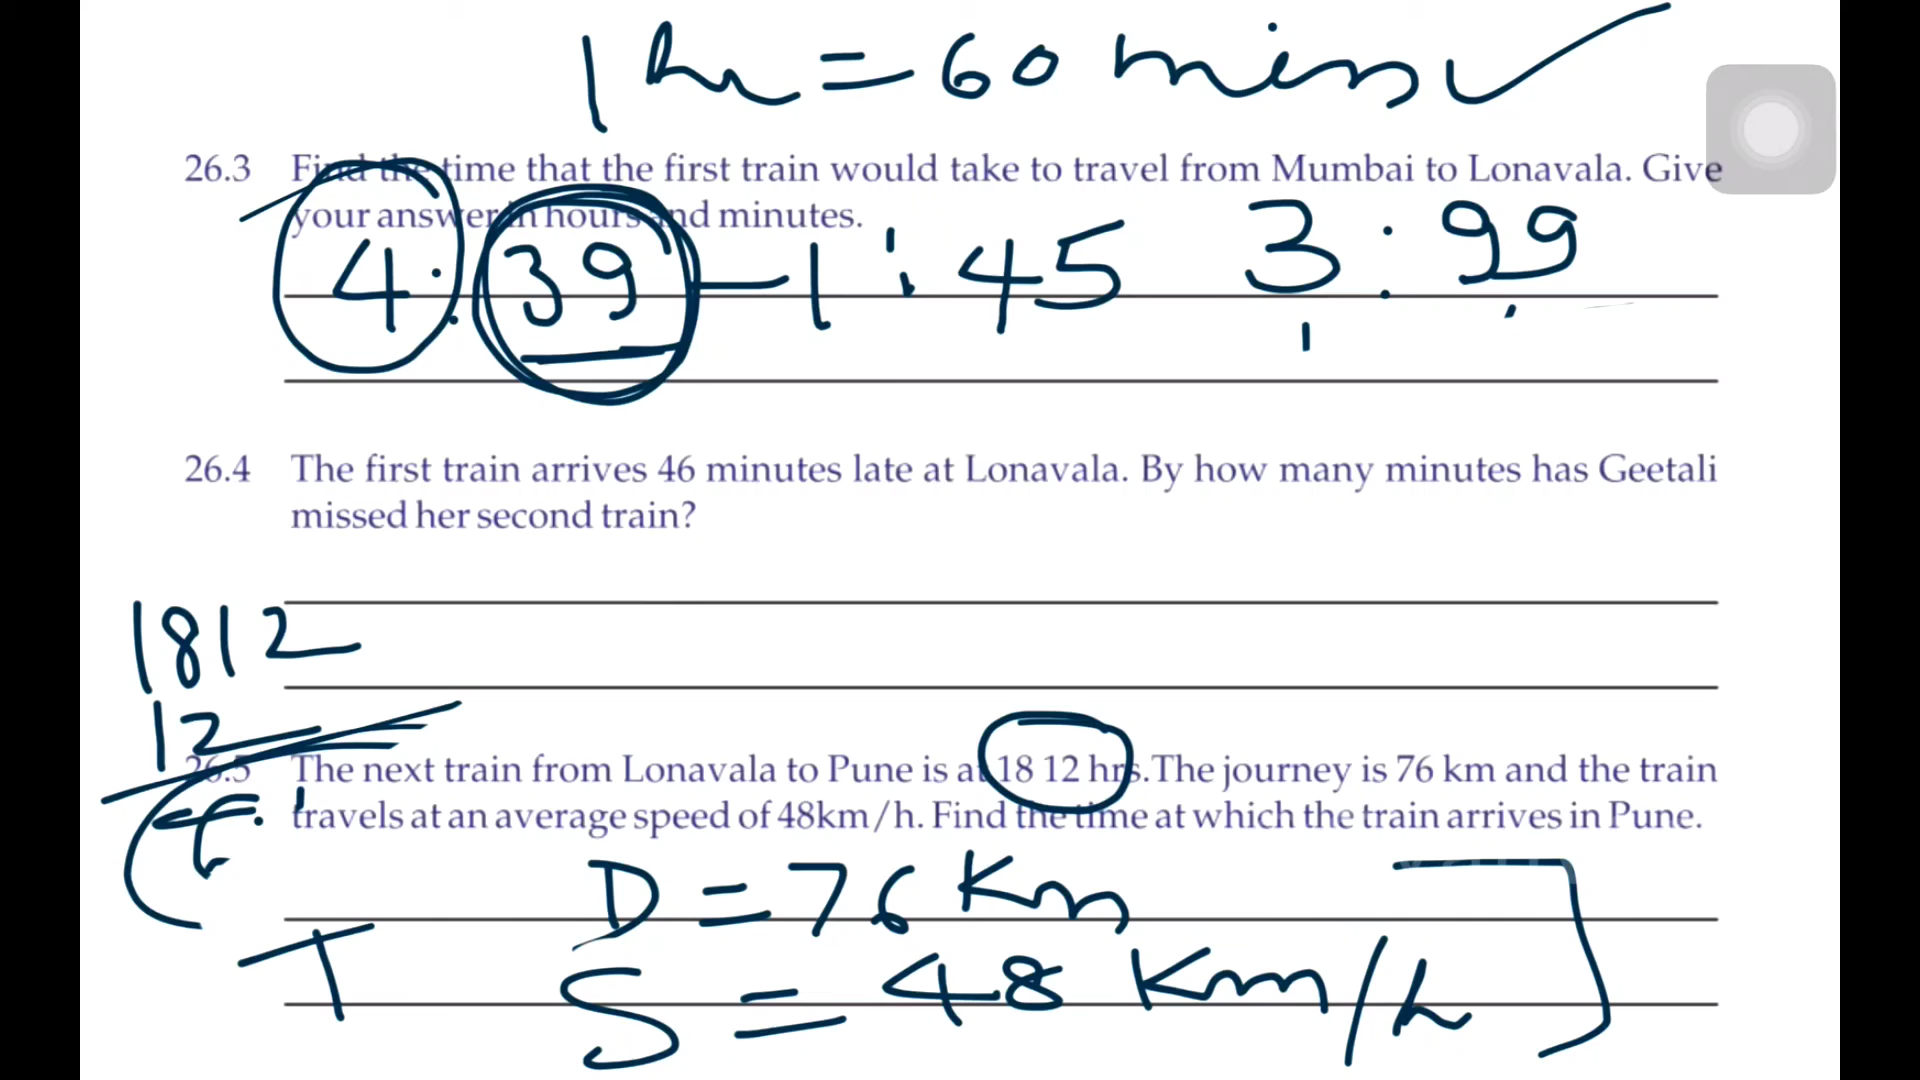 1 hr = 60 mins
26.3 Find the time that the first train would take to travel from Mumbai to Lonavala. Give
your answer in hours and minutes.
4:39 - 1:45 3:99
26.4 The first train arrives 46 minutes late at Lonavala. By how many minutes has Geetali
missed her second train?
1812
12
26.5 The next train from Lonavala to Pune is at 18 12 hrs.The journey is 76 km and the train
travels at an average speed of 48km/h. Find the time at which the train arrives in Pune.
D = 76 Km
T S = 48 Km/h